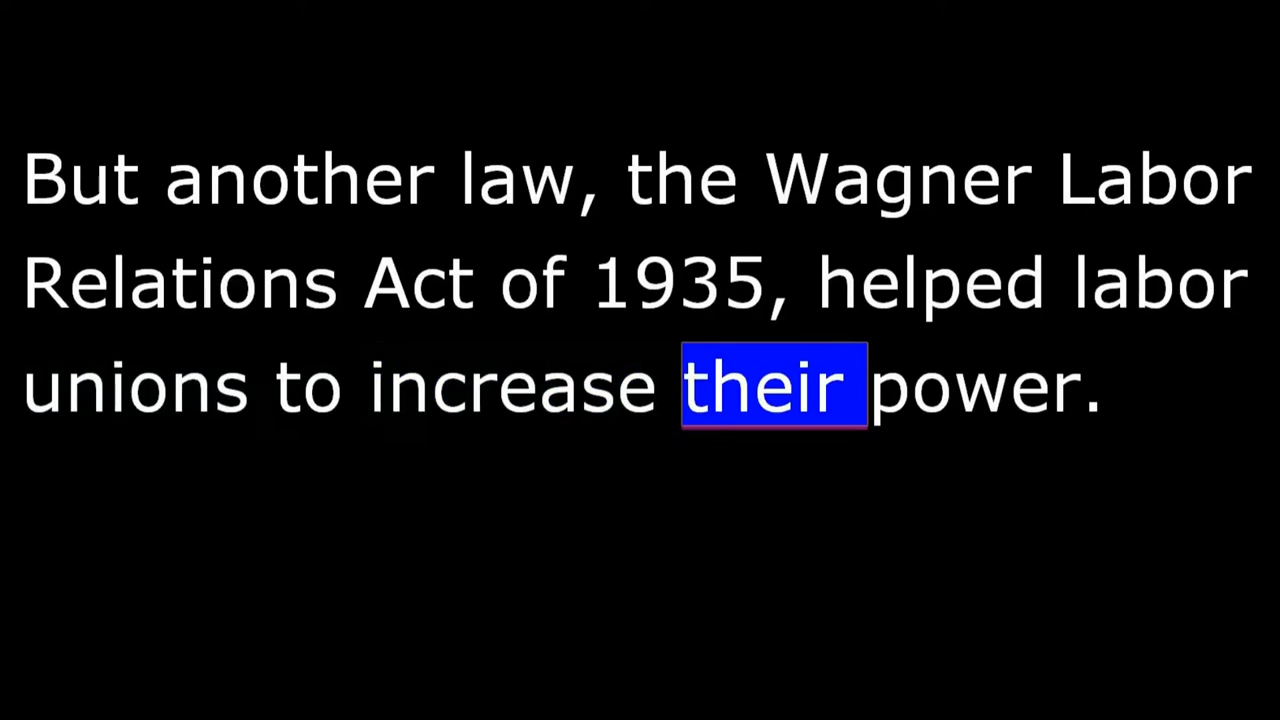 But another law, the Wagner Labor
Relations Act of 1935, helped labor
unions to increase their power.